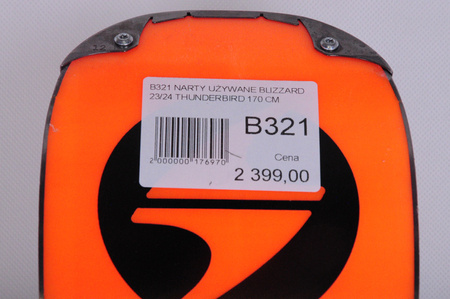 B321 NARTY UŻYWANE BLIZZARD
23/24 THUNDERBIRD 170 CM
B321
2 000000 176970
Cena
2 399,00